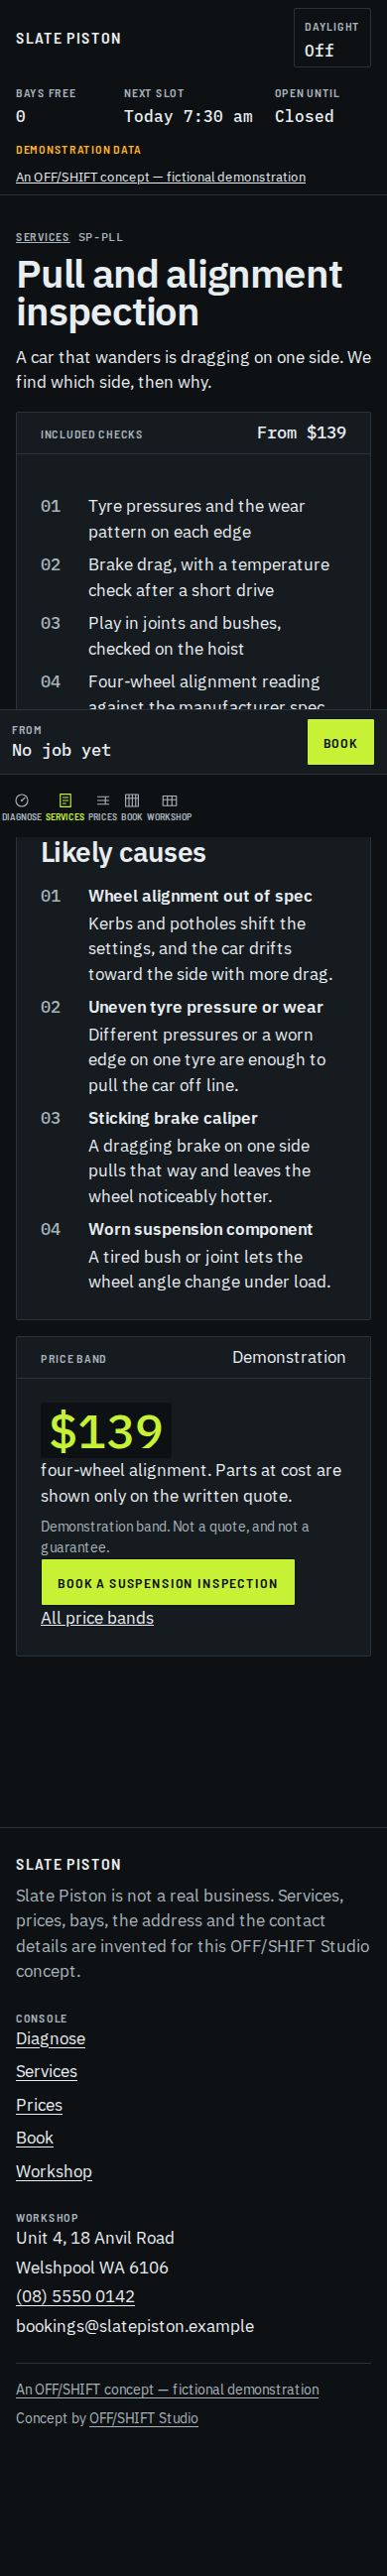 SLATE PISTON
DAYLIGHT
Off
BAYS FREE
0
NEXT SLOT
Today 7:30 am
OPEN UNTIL
Closed
DEMONSTRATION DATA
An OFF/SHIFT concept — fictional demonstration
SERVICES SP-PLL
Pull and alignment
inspection
A car that wanders is dragging on one side. We
find which side, then why.
INCLUDED CHECKS
From $139
01 Tyre pressures and the wear
pattern on each edge
02 Brake drag, with a temperature
check after a short drive
03 Play in joints and bushes,
checked on the hoist
04 Four-wheel alignment reading
against the manufacturer spec
FROM
No job yet
BOOK
DIAGNOSE SERVICES PRICES BOOK WORKSHOP
Likely causes
01 Wheel alignment out of spec
Kerbs and potholes shift the
settings, and the car drifts
toward the side with more drag.
02 Uneven tyre pressure or wear
Different pressures or a worn
edge on one tyre are enough to
pull the car off line.
03 Sticking brake caliper
A dragging brake on one side
pulls that way and leaves the
wheel noticeably hotter.
04 Worn suspension component
A tired bush or joint lets the
wheel angle change under load.
PRICE BAND
Demonstration
$139
four-wheel alignment. Parts at cost are
shown only on the written quote.
Demonstration band. Not a quote, and not a
guarantee.
BOOK A SUSPENSION INSPECTION
All price bands
SLATE PISTON
Slate Piston is not a real business. Services,
prices, bays, the address and the contact
details are invented for this OFF/SHIFT Studio
concept.
CONSOLE
Diagnose
Services
Prices
Book
Workshop
WORKSHOP
Unit 4, 18 Anvil Road
Welshpool WA 6106
(08) 5550 0142
bookings@slatepiston.example
An OFF/SHIFT concept — fictional demonstration
Concept by OFF/SHIFT Studio